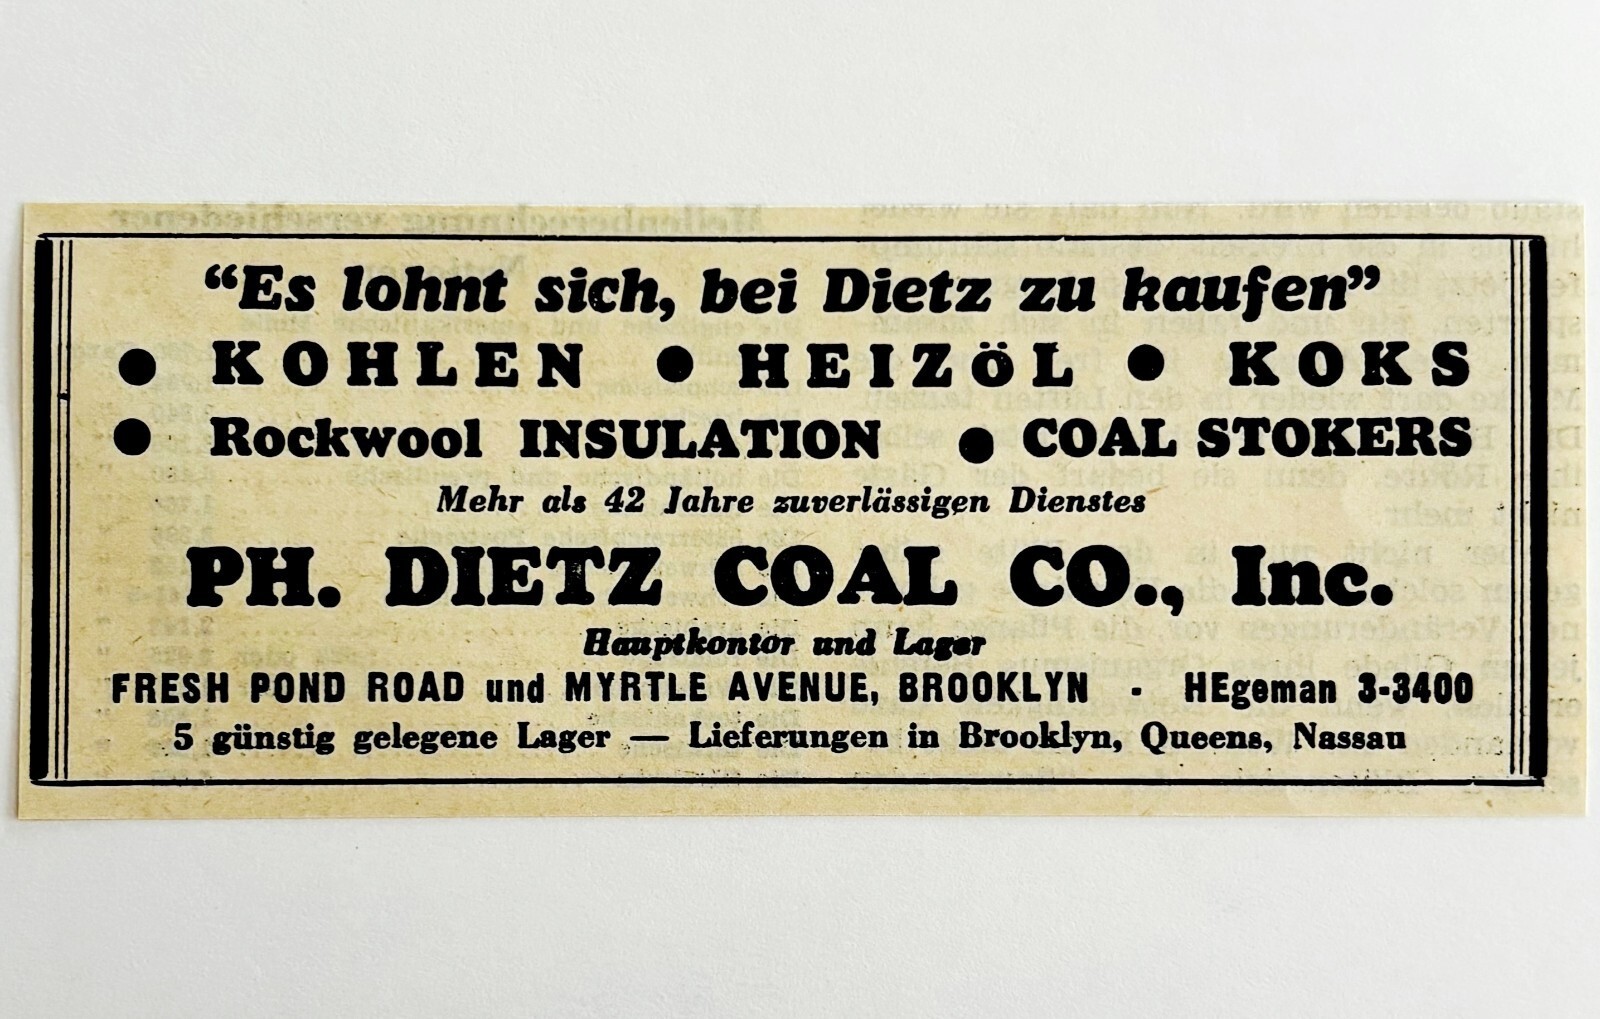 “Es lohnt sich, bei Dietz zu kaufen”
● KOHLEN ● HEIZöL ● KOKS
● Rockwool INSULATION ● COAL STOKERS
Mehr als 42 Jahre zuverlässigen Dienstes
PH. DIETZ COAL CO., Inc.
Hauptkontor und Lager
FRESH POND ROAD und MYRTLE AVENUE, BROOKLYN - HEgeman 3-3400
5 günstig gelegene Lager — Lieferungen in Brooklyn, Queens, Nassau